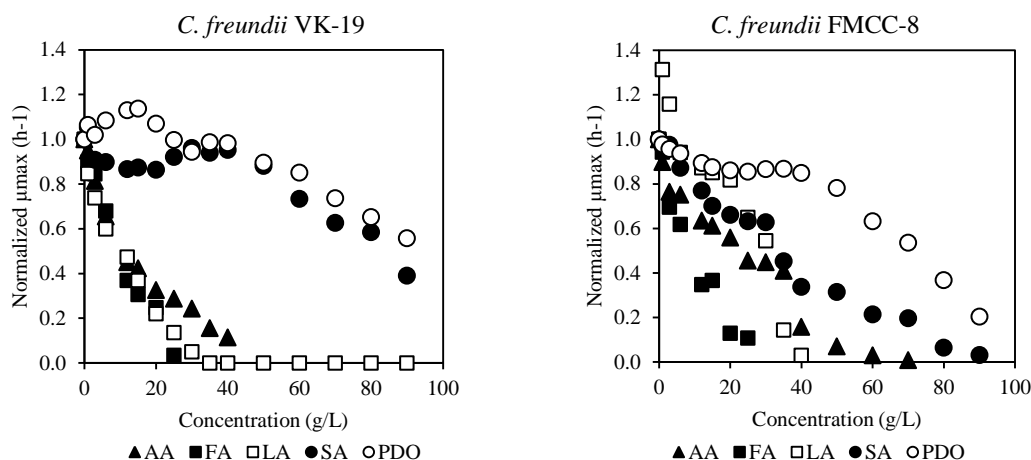 C. freundii VK-19
Normalized μmax (h-1)
1.4
1.2
1.0
0.8
0.6
0.4
0.2
0.0
0 20 40 60 80 100
Concentration (g/L)
AA FA LA SA PDO
C. freundii FMCC-8
Normalized μmax (h-1)
1.4
1.2
1.0
0.8
0.6
0.4
0.2
0.0
0 20 40 60 80 100
Concentration (g/L)
AA FA LA SA PDO